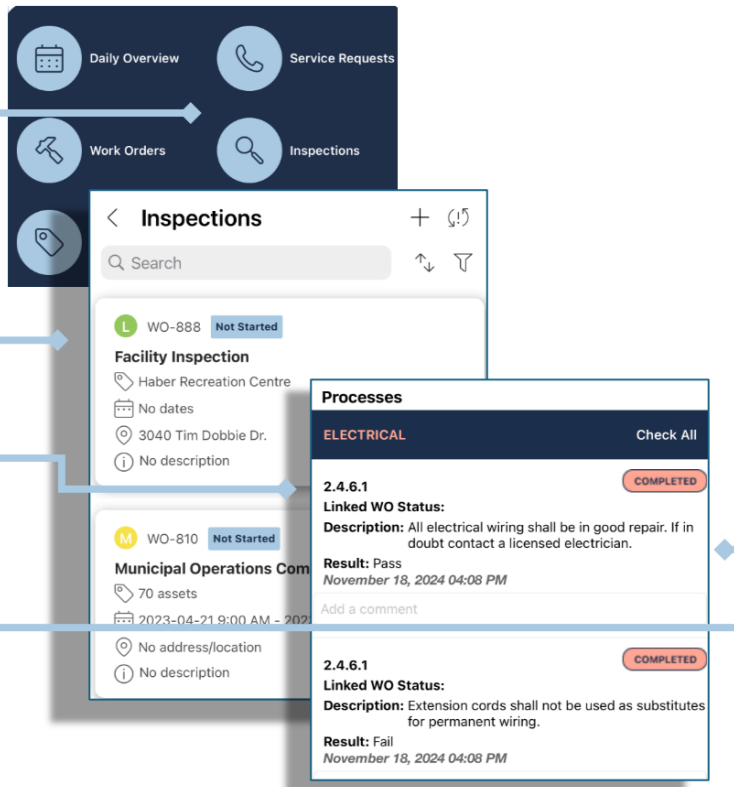 Daily Overview
Service Requests
Work Orders
Inspections
Inspections
Search
L WO-888 Not Started
Facility Inspection
Haber Recreation Centre
No dates
3040 Tim Dobbie Dr.
No description
M WO-810 Not Started
Municipal Operations Com
70 assets
2023-04-21 9:00 AM - 202
No address/location
No description
Processes
ELECTRICAL Check All
2.4.6.1 COMPLETED
Linked WO Status:
Description: All electrical wiring shall be in good repair. If in
doubt contact a licensed electrician.
Result: Pass
November 18, 2024 04:08 PM
Add a comment
2.4.6.1 COMPLETED
Linked WO Status:
Description: Extension cords shall not be used as substitutes
for permanent wiring.
Result: Fail
November 18, 2024 04:08 PM